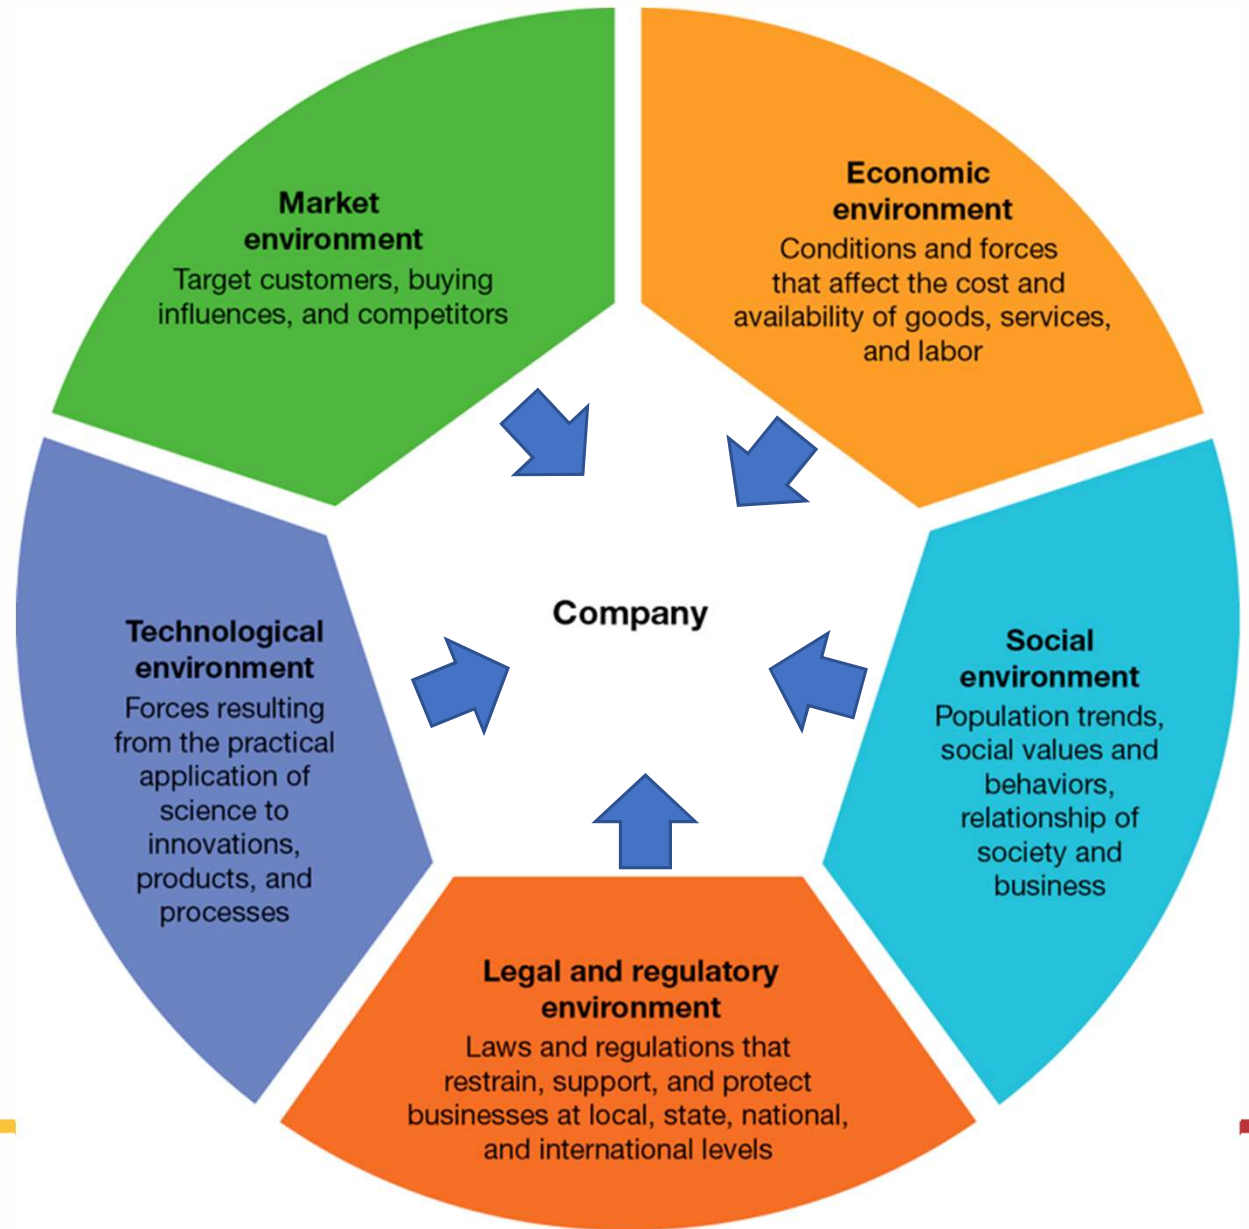 Market
environment
Target customers, buying
influences, and competitors
Economic
environment
Conditions and forces
that affect the cost and
availability of goods, services,
and labor
Company
Technological
environment
Forces resulting
from the practical
application of
science to
innovations,
products, and
processes
Social
environment
Population trends,
social values and
behaviors,
relationship of
society and
business
Legal and regulatory
environment
Laws and regulations that
restrain, support, and protect
businesses at local, state, national,
and international levels